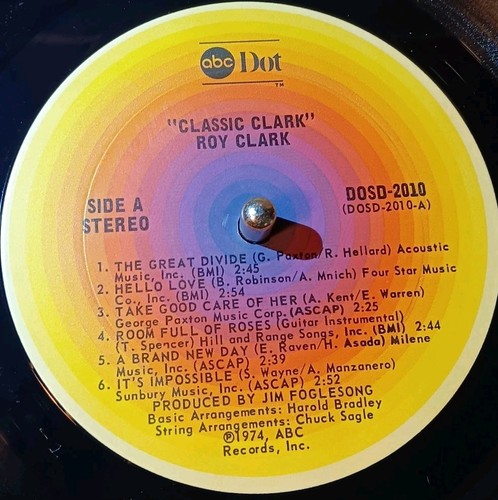 abc Dot
TM
"CLASSIC CLARK"
ROY CLARK
SIDE A
STEREO
DOSD-2010
(DOSD-2010-A)
1. THE GREAT DIVIDE (G. Paxton/R. Hellard) Acoustic
Music, Inc. (BMI) 2:45
2. HELLO LOVE (B. Robinson/A. Mnich) Four Star Music
Co., Inc. (BMI) 2:54
3. TAKE GOOD CARE OF HER (A. Kent/E. Warren)
George Paxton Music Corp. (ASCAP) 2:25
4. ROOM FULL OF ROSES (Guitar Instrumental)
(T. Spencer) Hill and Range Songs, Inc. (BMI) 2:44
5. A BRAND NEW DAY (E. Raven/H. Asado) Milene
Music, Inc. (ASCAP) 2:39
6. IT'S IMPOSSIBLE (S. Wayne/A. Manzanero)
Sunbury Music, Inc. (ASCAP) 2:52
PRODUCED BY JIM FOGLESONG
Basic Arrangements: Harold Bradley
String Arrangements: Chuck Sagle
℗1974, ABC
Records, Inc.